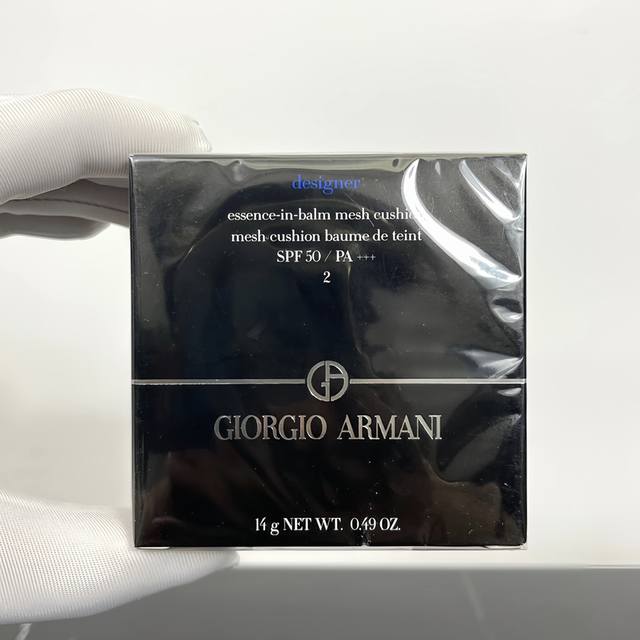 designer
essence-in-balm mesh cushion
mesh cushion baume de teint
SPF 50 / PA +++
2
GA
GIORGIO ARMANI
14 g NET WT. 0.49 OZ.